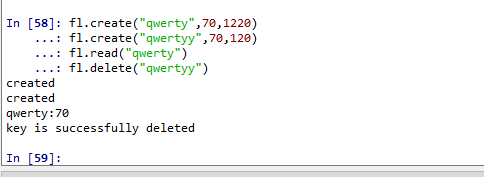 In [58]: fl.create("qwerty",70,1220)
    ...: fl.create("qwertyy",70,120)
    ...: fl.read("qwerty")
    ...: fl.delete("qwertyy")
created
created
qwerty:70
key is successfully deleted
In [59]: